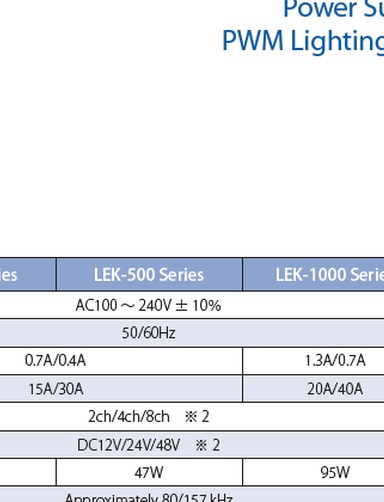 Power Su
PWM Lighting
ies LEK-500 Series LEK-1000 Serie
AC100 ～ 240V ± 10%
50/60Hz
0.7A/0.4A 1.3A/0.7A
15A/30A 20A/40A
2ch/4ch/8ch ※ 2
DC12V/24V/48V ※ 2
47W 95W
Approximately 80/157 kHz